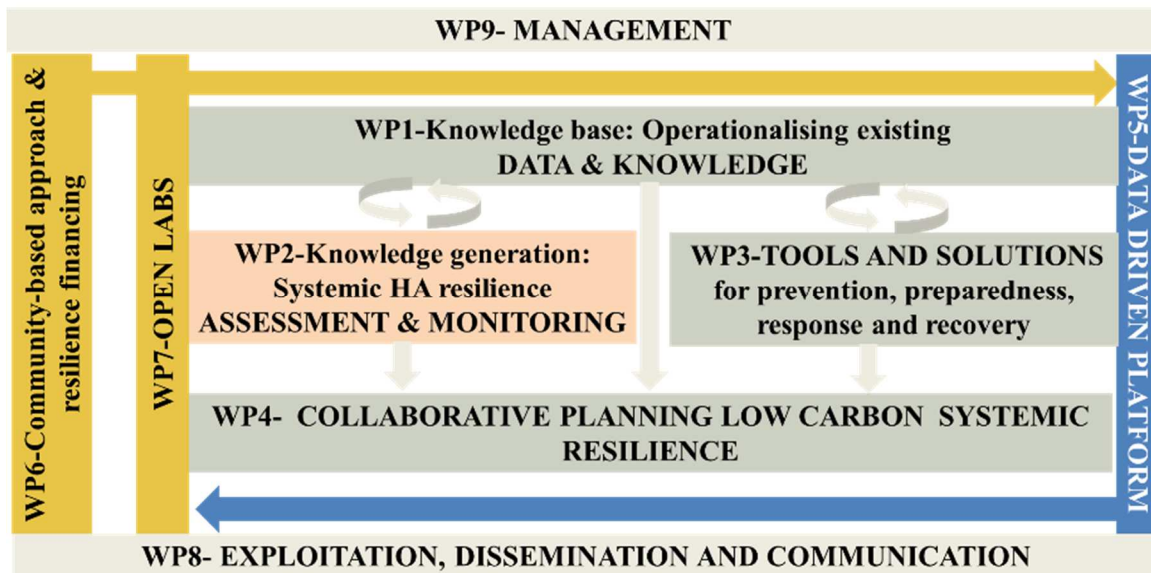 WP9- MANAGEMENT
WP6-Community-based approach &
resilience financing
WP7-OPEN LABS
WP1-Knowledge base: Operationalising existing
DATA & KNOWLEDGE
WP2-Knowledge generation:
Systemic HA resilience
ASSESSMENT & MONITORING
WP3-TOOLS AND SOLUTIONS
for prevention, preparedness,
response and recovery
WP4- COLLABORATIVE PLANNING LOW CARBON SYSTEMIC
RESILIENCE
WP5-DATA DRIVEN PLATFORM
WP8- EXPLOITATION, DISSEMINATION AND COMMUNICATION